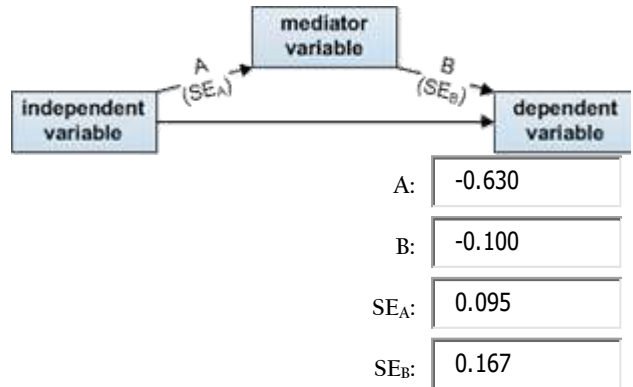 mediator
variable
A
(SEA)
B
(SEB)
independent
variable
dependent
variable
A: -0.630
B: -0.100
SEA: 0.095
SEB: 0.167